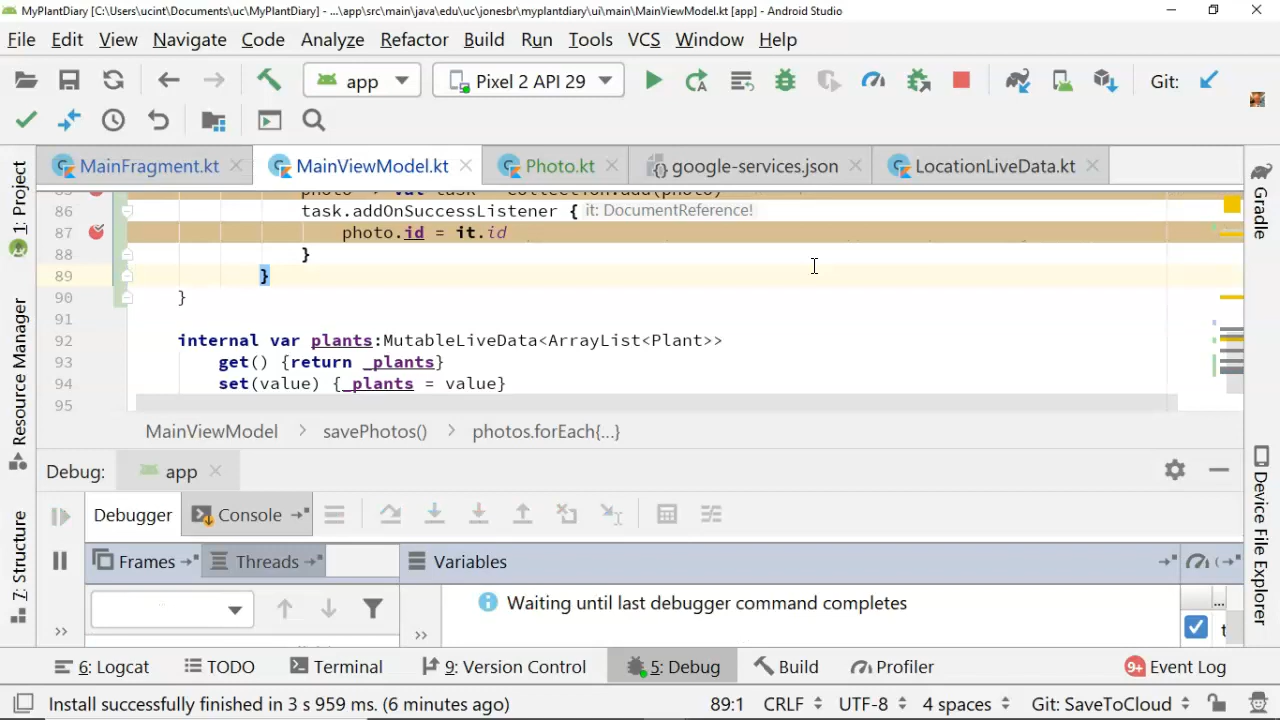 MyPlantDiary [C:\Users\ucint\Documents\uc\MyPlantDiary] - ...\app\src\main\java\edu\uc\jonesbr\myplantdiary\ui\main\MainViewModel.kt [app] - Android Studio
File Edit View Navigate Code Analyze Refactor Build Run Tools VCS Window Help
app Pixel 2 API 29 Git:
MainFragment.kt MainViewModel.kt Photo.kt google-services.json LocationLiveData.kt
1: Project
Resource Manager
7: Structure
photo -> val task = collection.add(photo)
86 task.addOnSuccessListener { it: DocumentReference!
87 photo.id = it.id
88 }
89 }
90 }
91
92 internal var plants:MutableLiveData<ArrayList<Plant>>
93 get() {return _plants}
94 set(value) {_plants = value}
95
MainViewModel > savePhotos() > photos.forEach{...}
Gradle
Device File Explorer
Debug: app
Debugger Console
Frames Threads Variables
Waiting until last debugger command completes
...
t
6: Logcat TODO Terminal 9: Version Control 5: Debug Build Profiler 9+ Event Log
Install successfully finished in 3 s 959 ms. (6 minutes ago) 89:1 CRLF UTF-8 4 spaces Git: SaveToCloud